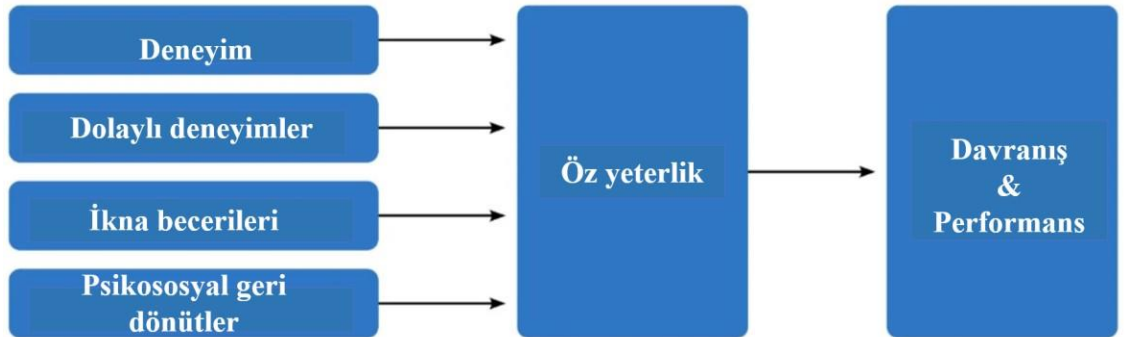 Deneyim
Dolaylı deneyimler
İkna becerileri
Psikososyal geri
dönütler
Öz yeterlik
Davranış
&
Performans